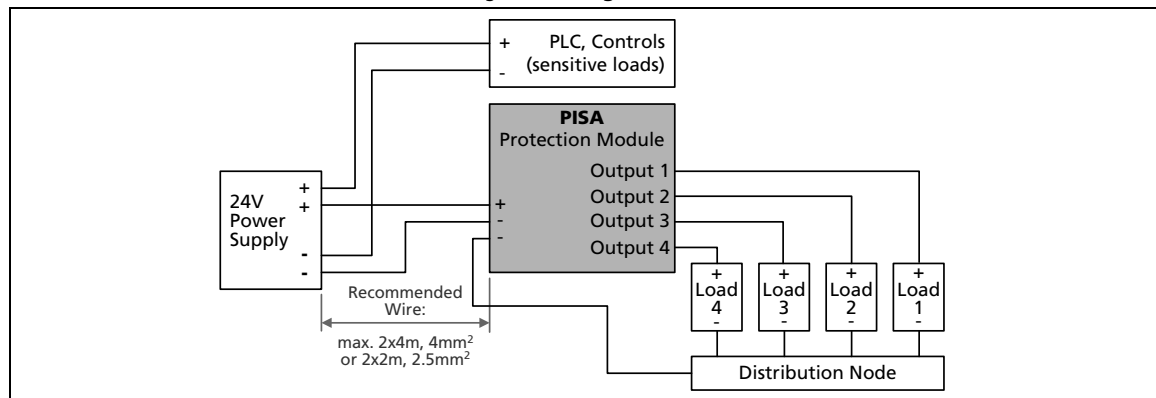 + PLC, Controls
- (sensitive loads)
PISA
Protection Module
Output 1
Output 2
Output 3
Output 4
+
-
-
24V
Power
Supply
+
+
-
-
Recommended
Wire:
max. 2x4m, 4mm²
or 2x2m, 2.5mm²
+
Load
4
-
+
Load
3
-
+
Load
2
-
+
Load
1
-
Distribution Node